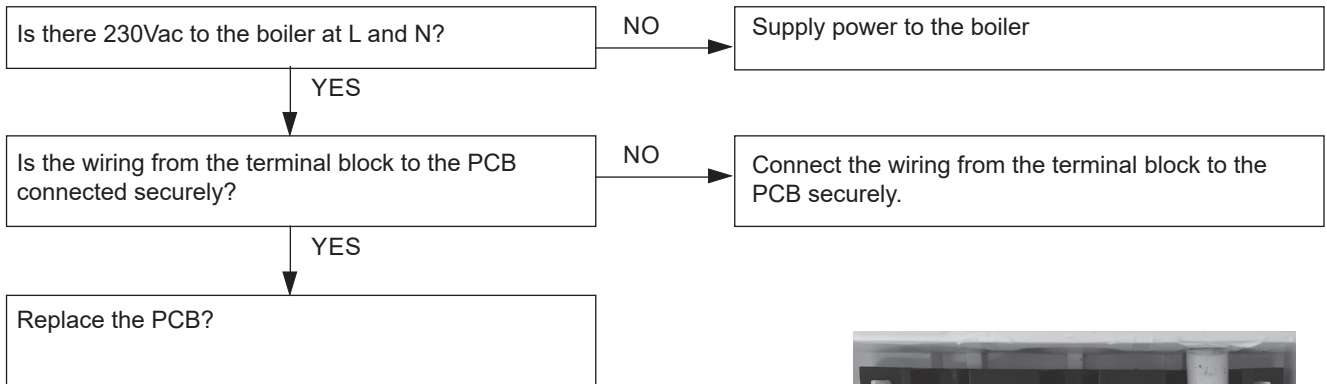 Is there 230Vac to the boiler at L and N?
NO
Supply power to the boiler
YES
Is the wiring from the terminal block to the PCB
connected securely?
NO
Connect the wiring from the terminal block to the
PCB securely.
YES
Replace the PCB?